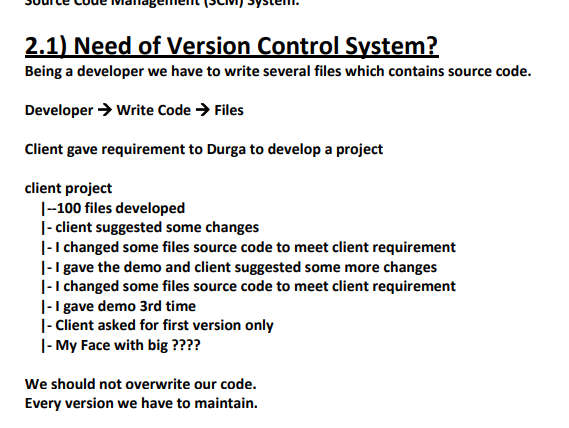 Source Code Management (SCM) System.
2.1) Need of Version Control System?
Being a developer we have to write several files which contains source code.
Developer → Write Code → Files
Client gave requirement to Durga to develop a project
client project
|--100 files developed
|- client suggested some changes
|- I changed some files source code to meet client requirement
|- I gave the demo and client suggested some more changes
|- I changed some files source code to meet client requirement
|- I gave demo 3rd time
|- Client asked for first version only
|- My Face with big ????
We should not overwrite our code.
Every version we have to maintain.